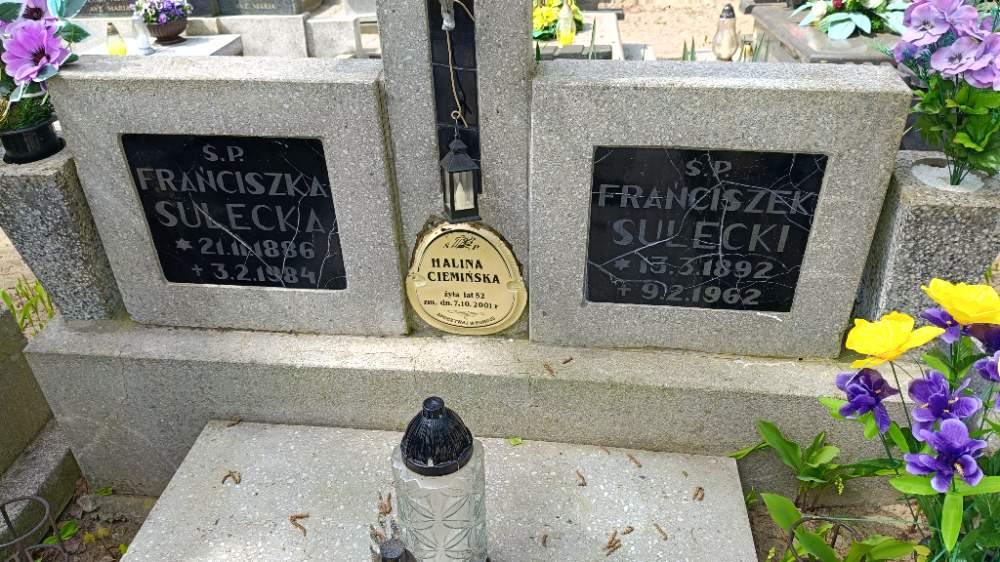 Ś.P.
FRANCISZKA
SULECKA
* 21.11.1886
+ 3.2.1984
Ś P
HALINA
CIEMIŃSKA
żyła lat 52
zm. dn. 7.10.2001 r
Ś.P.
FRANCISZEK
SULECKI
* 13.3.1892
+ 9.2.1962